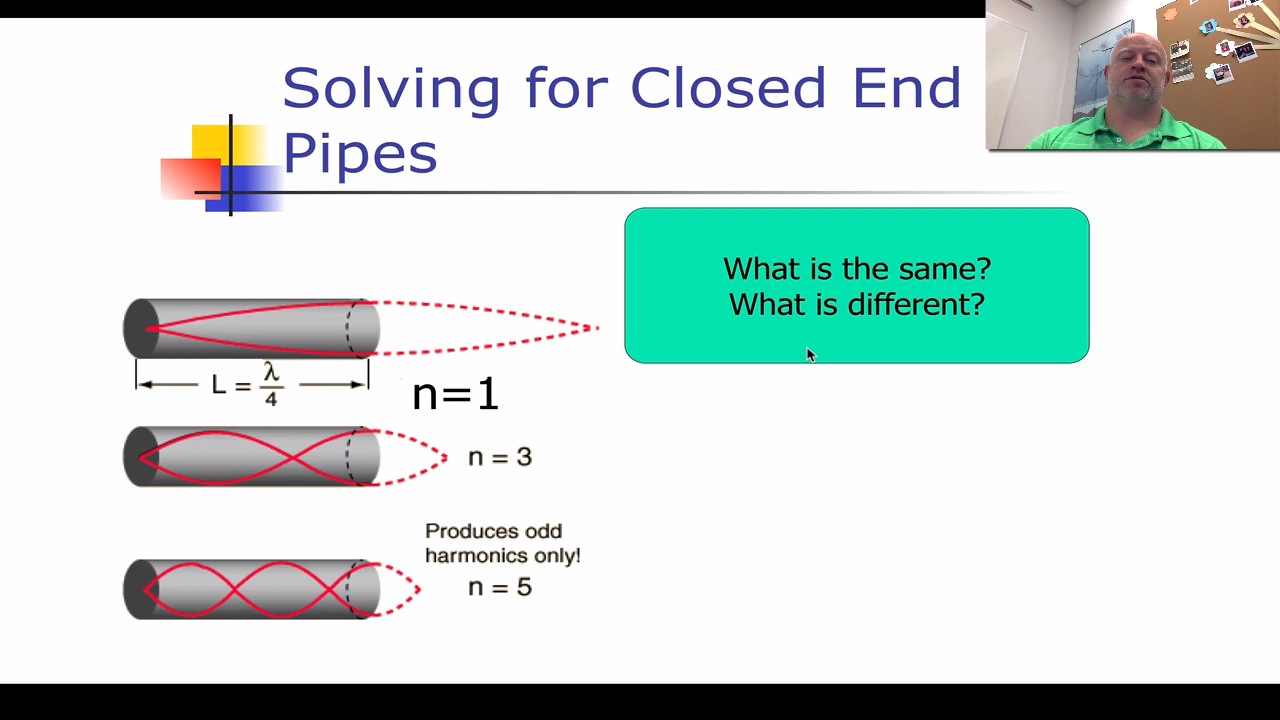 Solving for Closed End
Pipes
What is the same?
What is different?
L = λ/4
n=1
n = 3
Produces odd
harmonics only!
n = 5